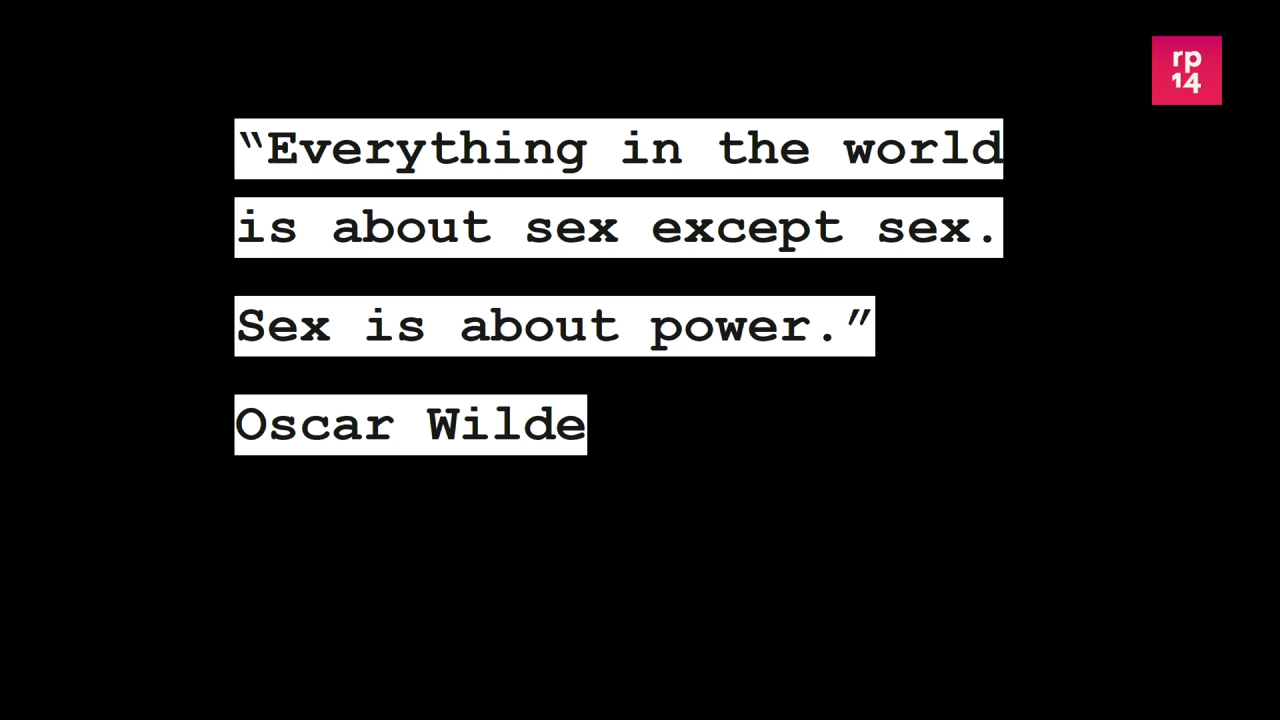 “Everything in the world
is about sex except sex.
Sex is about power.”
Oscar Wilde
rp
14